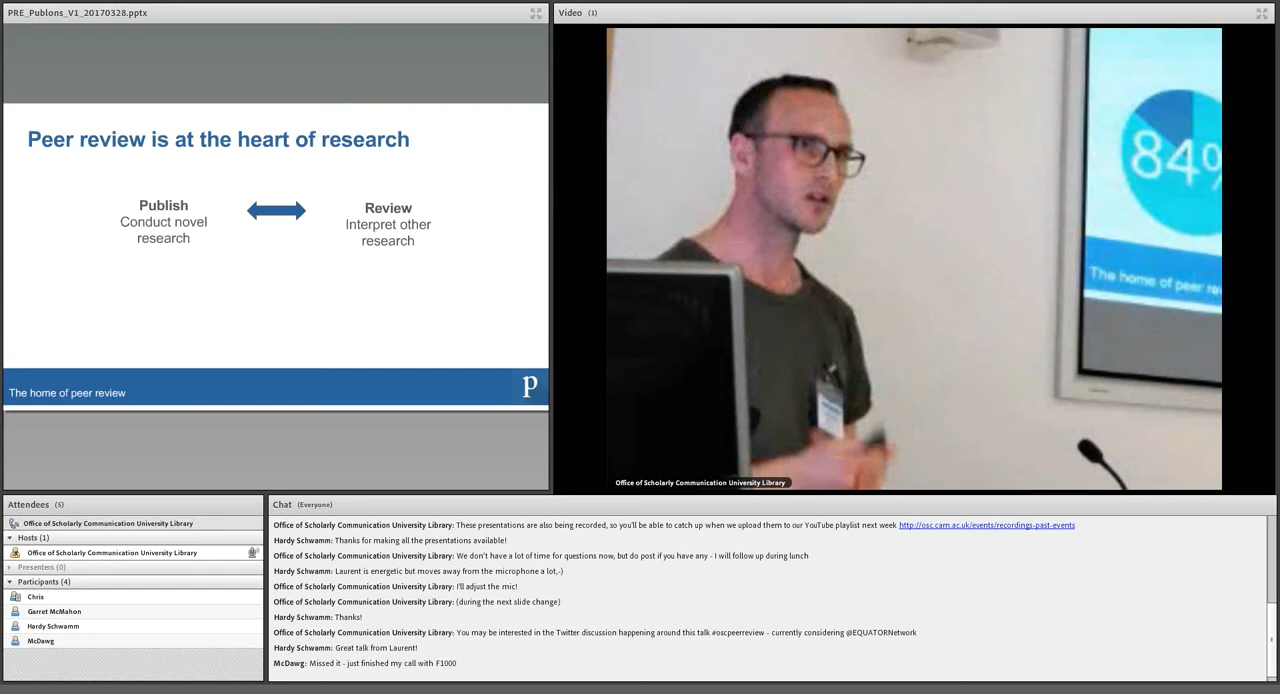 PRE_Publons_V1_20170328.pptx
Peer review is at the heart of research
Publish
Conduct novel
research
Review
Interpret other
research
The home of peer review
p
Video (1)
84%
The home of peer re
Office of Scholarly Communication University Library
Attendees (5)
Office of Scholarly Communication University Library
Hosts (1)
Office of Scholarly Communication University Library
Presenters (0)
Participants (4)
Chris
Garret McMahon
Hardy Schwamm
McDawg
Chat (Everyone)
Office of Scholarly Communication University Library: These presentations are also being recorded, so you'll be able to catch up when we upload them to our YouTube playlist next week http://osc.cam.ac.uk/events/recordings-past-events
Hardy Schwamm: Thanks for making all the presentations available!
Office of Scholarly Communication University Library: We don't have a lot of time for questions now, but do post if you have any - I will follow up during lunch
Hardy Schwamm: Laurent is energetic but moves away from the microphone a lot,-)
Office of Scholarly Communication University Library: I'll adjust the mic!
Office of Scholarly Communication University Library: (during the next slide change)
Hardy Schwamm: Thanks!
Office of Scholarly Communication University Library: You may be interested in the Twitter discussion happening around this talk #oscpeerreview - currently considering @EQUATORNetwork
Hardy Schwamm: Great talk from Laurent!
McDawg: Missed it - just finished my call with F1000